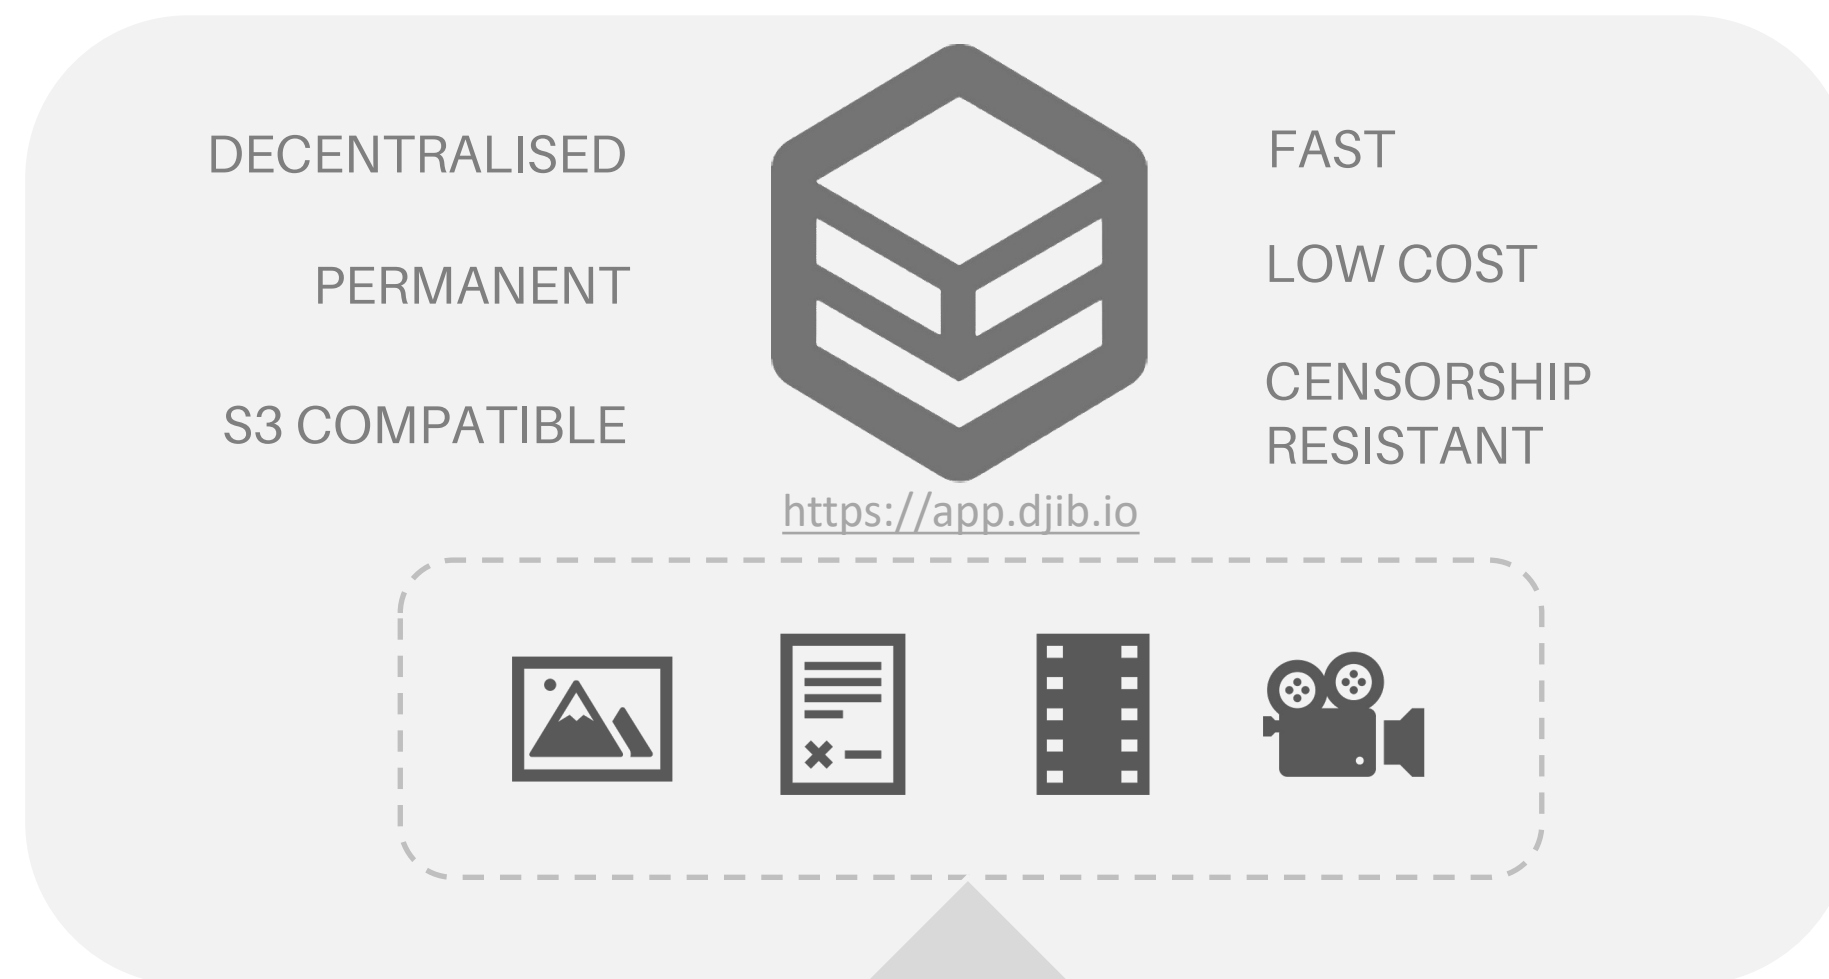 DECENTRALISED
PERMANENT
S3 COMPATIBLE
FAST
LOW COST
CENSORSHIP
RESISTANT
https://app.djib.io